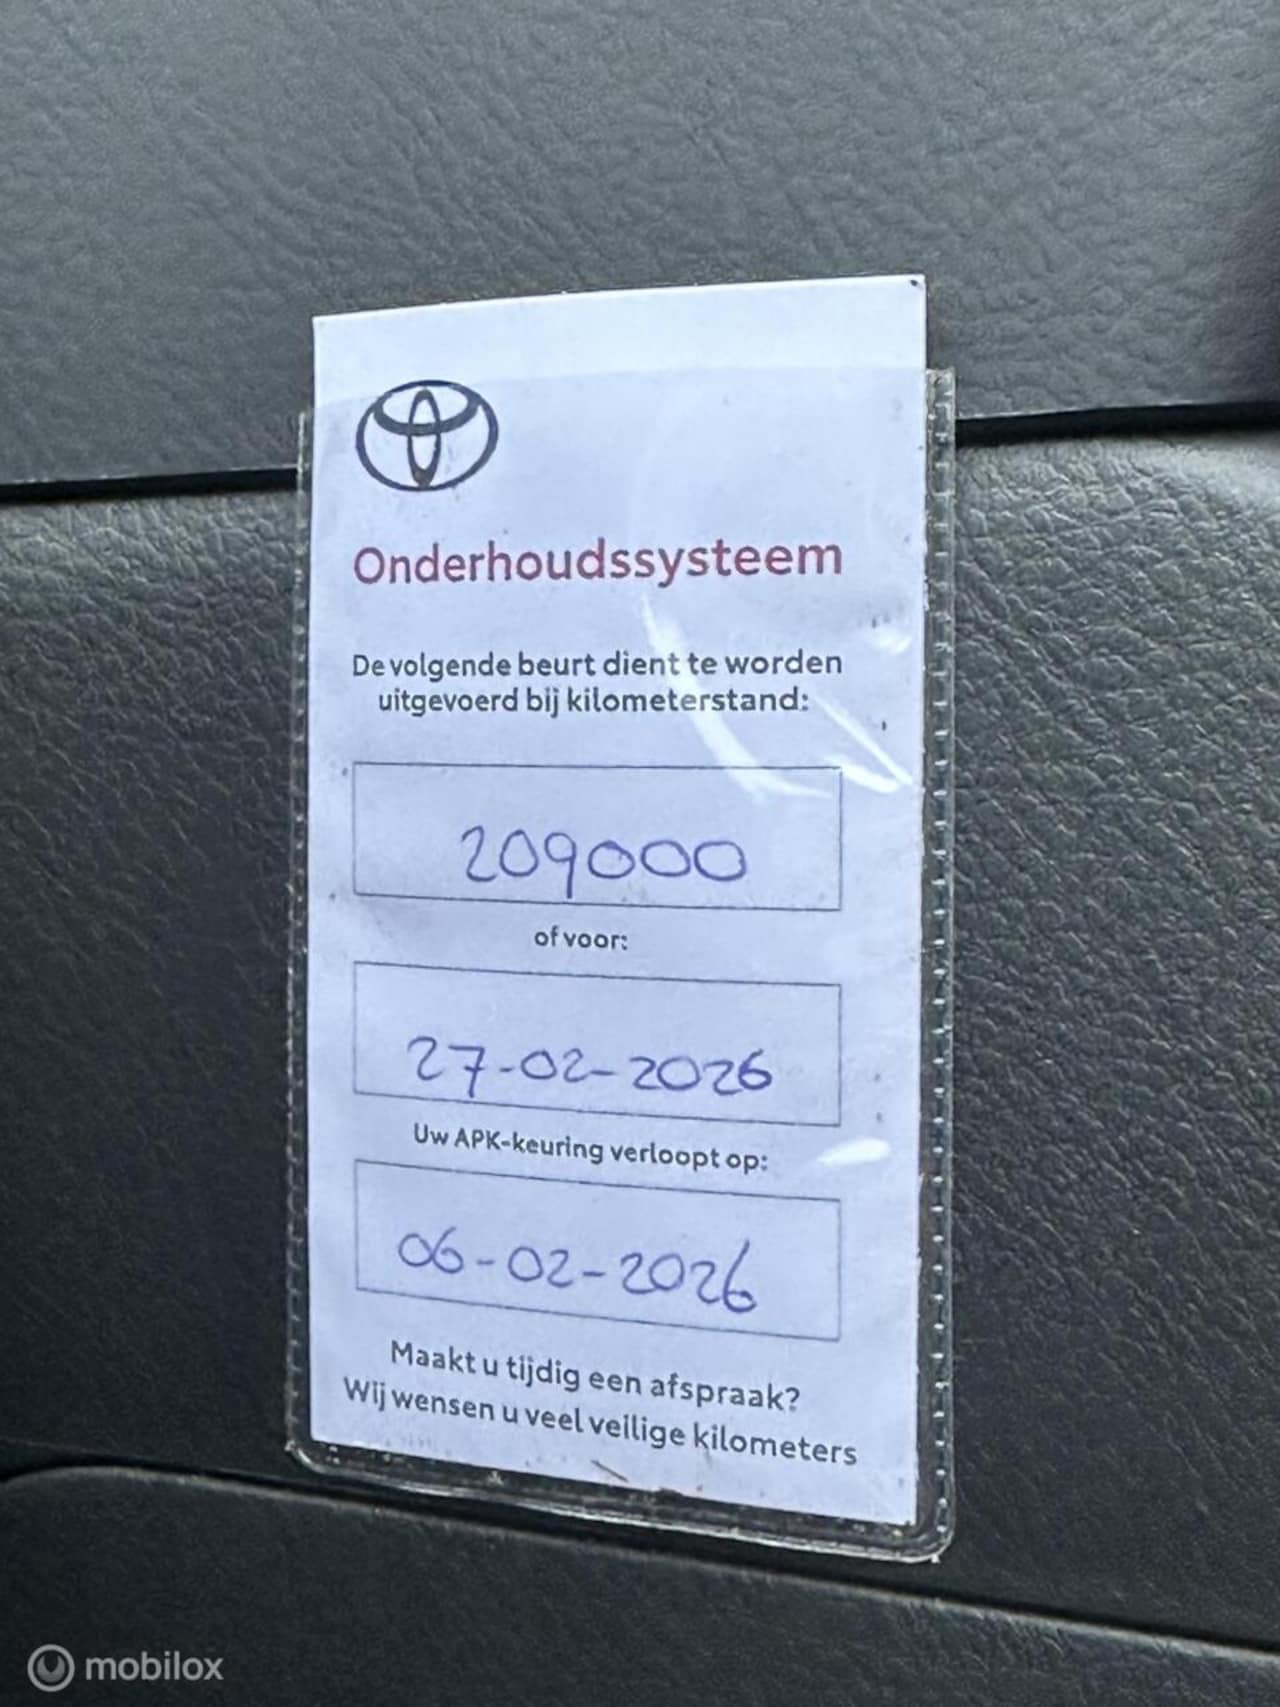 Onderhoudssysteem
De volgende beurt dient te worden
uitgevoerd bij kilometerstand:
209000
of voor:
27-02-2026
Uw APK-keuring verloopt op:
06-02-2026
Maakt u tijdig een afspraak?
Wij wensen u veel veilige kilometers
mobilox